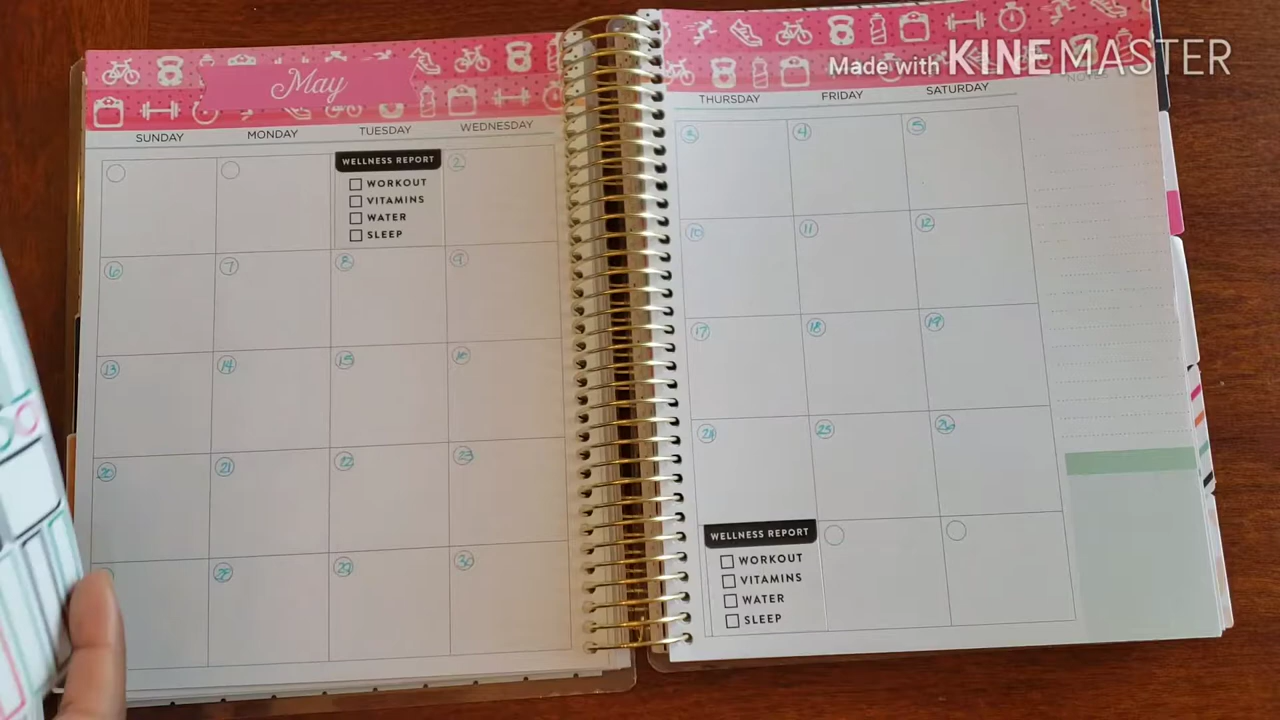 Made with KINEMASTER
May
NOTES
SUNDAY MONDAY TUESDAY WEDNESDAY THURSDAY FRIDAY SATURDAY
WELLNESS REPORT
WORKOUT
VITAMINS
WATER
SLEEP
2 3 4 5
6 7 8 9 10 11 12
13 14 15 16 17 18 19
20 21 22 23 24 25 26
28 29 30
WELLNESS REPORT
WORKOUT
VITAMINS
WATER
SLEEP